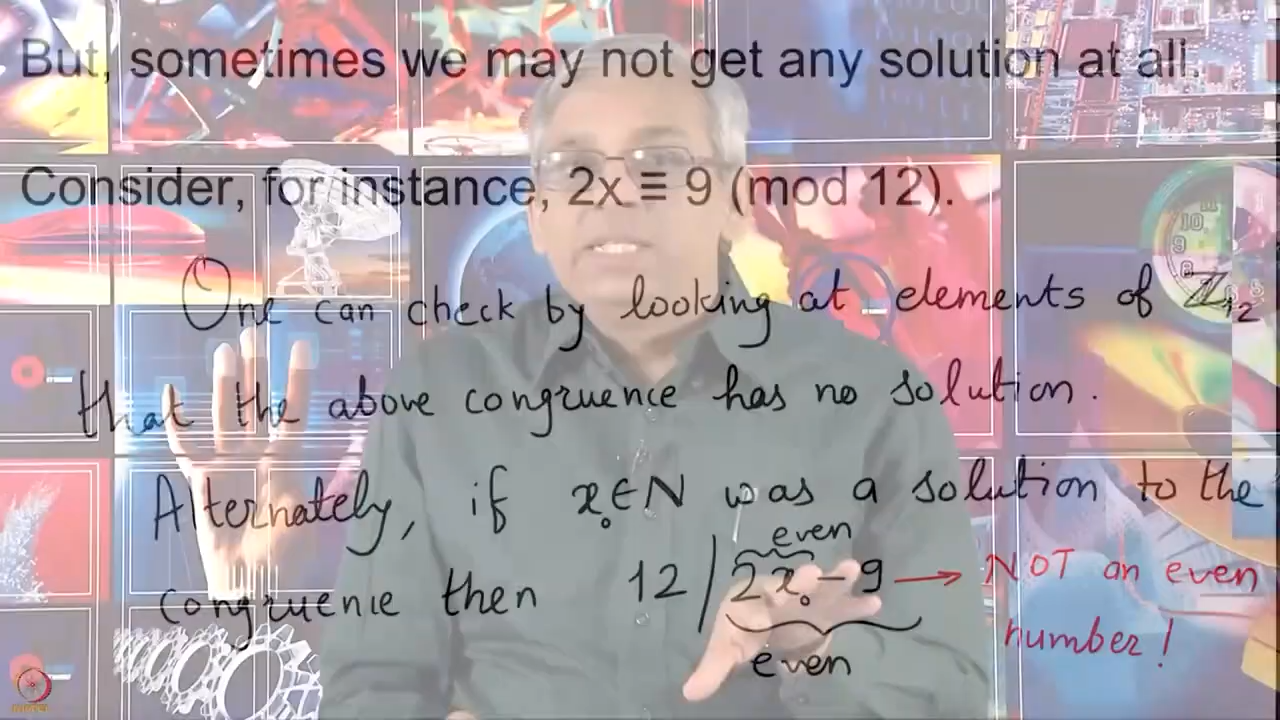 But, sometimes we may not get any solution at all.
Consider, for instance, 2x ≡ 9 (mod 12).
One can check by looking at elements of ℤ₁₂
that the above congruence has no solution.
Alternately, if x₀ ∈ N was a solution to the
even
congruence then 12 | 2x₀ - 9 → NOT an even
number!
even